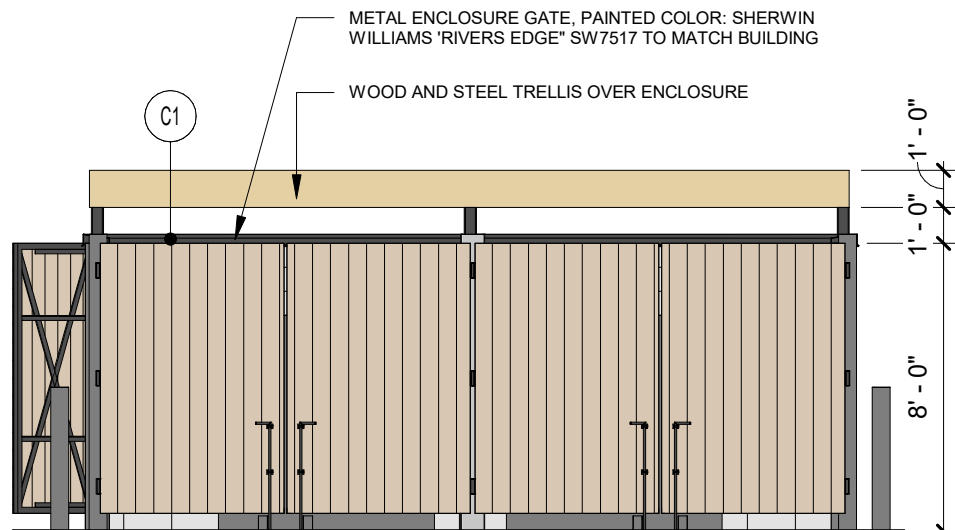 METAL ENCLOSURE GATE, PAINTED COLOR: SHERWIN
WILLIAMS 'RIVERS EDGE" SW7517 TO MATCH BUILDING
WOOD AND STEEL TRELLIS OVER ENCLOSURE
C1
1' - 0"
1' - 0"
8' - 0"